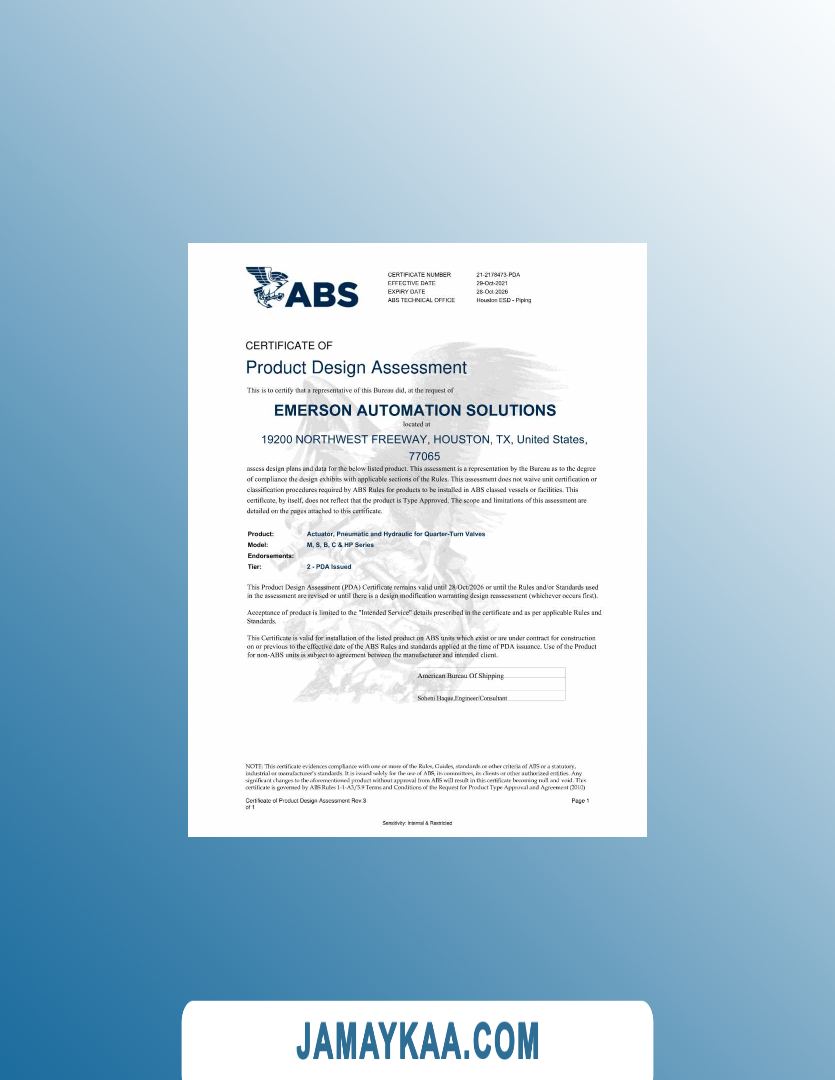 ABS
CERTIFICATE NUMBER 21-2178473-PDA
EFFECTIVE DATE 29-Oct-2021
EXPIRY DATE 28-Oct-2026
ABS TECHNICAL OFFICE Houston ESD - Piping
CERTIFICATE OF
Product Design Assessment
This is to certify that a representative of this Bureau did, at the request of
EMERSON AUTOMATION SOLUTIONS
located at
19200 NORTHWEST FREEWAY, HOUSTON, TX, United States,
77065
assess design plans and data for the below listed product. This assessment is a representation by the Bureau as to the degree
of compliance the design exhibits with applicable sections of the Rules. This assessment does not waive unit certification or
classification procedures required by ABS Rules for products to be installed in ABS classed vessels or facilities. This
certificate, by itself, does not reflect that the product is Type Approved. The scope and limitations of this assessment are
detailed on the pages attached to this certificate.
Product: Actuator, Pneumatic and Hydraulic for Quarter-Turn Valves
Model: M, S, B, C & HP Series
Endorsements:
Tier: 2 - PDA Issued
This Product Design Assessment (PDA) Certificate remains valid until 28/Oct/2026 or until the Rules and/or Standards used
in the assessment are revised or until there is a design modification warranting design reassessment (whichever occurs first).
Acceptance of product is limited to the "Intended Service" details prescribed in the certificate and as per applicable Rules and
Standards.
This Certificate is valid for installation of the listed product on ABS units which exist or are under contract for construction
on or previous to the effective date of the ABS Rules and standards applied at the time of PDA issuance. Use of the Product
for non-ABS units is subject to agreement between the manufacturer and intended client.
American Bureau Of Shipping
Haque,Engineer/Consultant
NOTE: This certificate evidences compliance with one or more of the Rules, Guides, standards or other criteria of ABS or a statutory,
industrial or manufacturer's standards. It is issued solely for the use of ABS, its committees, its clients or other authorized entities. Any
significant changes to the aforementioned product without approval from ABS will result in this certificate becoming null and void. This
certificate is governed by ABS Rules 1-1-A3/5.9 Terms and Conditions of the Request for Product Type Approval and Agreement (2010)
Certificate of Product Design Assessment Rev.3 Page 1
of 1
Sensitivity: Internal & Restricted
JAMAYKAA.COM